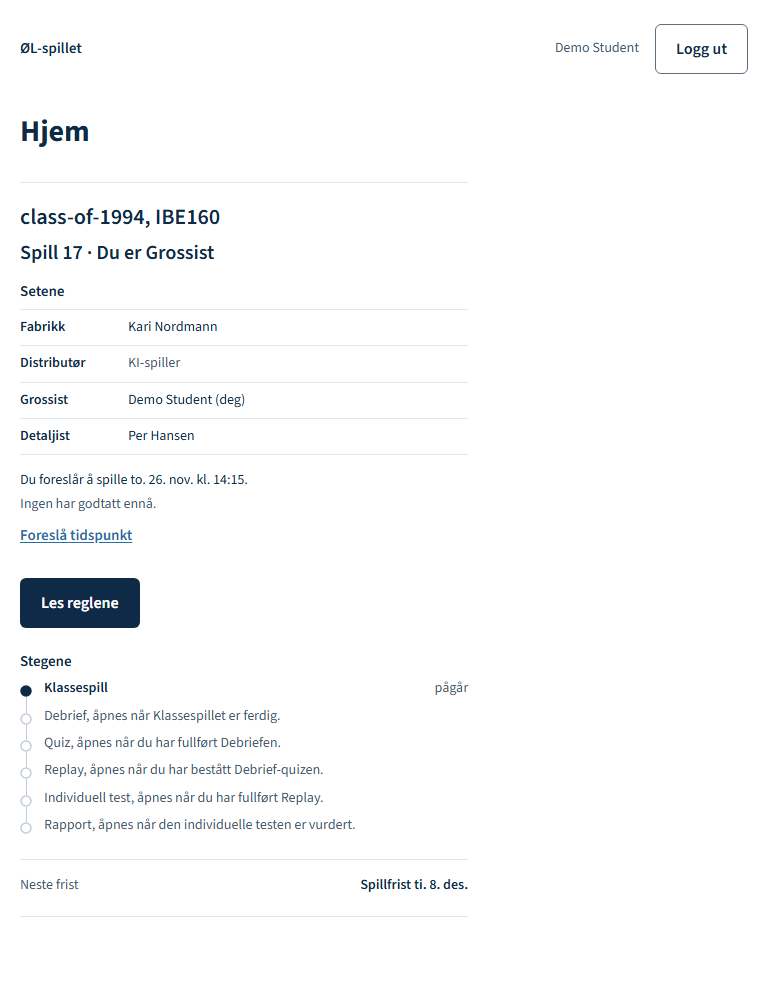 ØL-spillet
Demo Student
Logg ut
Hjem
class-of-1994, IBE160
Spill 17 · Du er Grossist
Setene
Fabrikk Kari Nordmann
Distributør KI-spiller
Grossist Demo Student (deg)
Detaljist Per Hansen
Du foreslår å spille to. 26. nov. kl. 14:15.
Ingen har godtatt ennå.
Foreslå tidspunkt
Les reglene
Stegene
Klassespill pågår
Debrief, åpnes når Klassespillet er ferdig.
Quiz, åpnes når du har fullført Debriefen.
Replay, åpnes når du har bestått Debrief-quizen.
Individuell test, åpnes når du har fullført Replay.
Rapport, åpnes når den individuelle testen er vurdert.
Neste frist Spillfrist ti. 8. des.